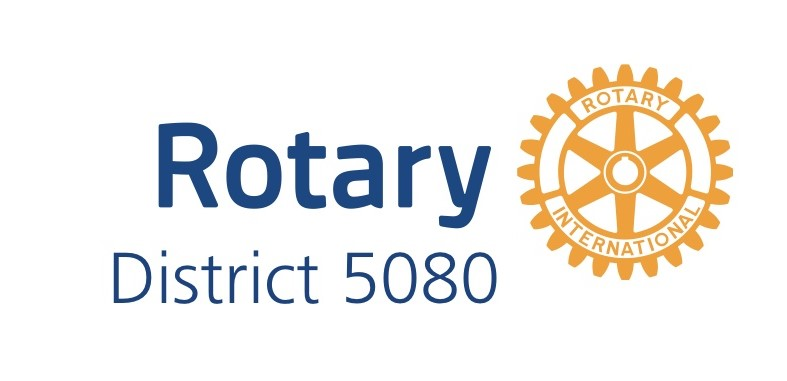 Rotary
District 5080
ROTARY
INTERNATIONAL